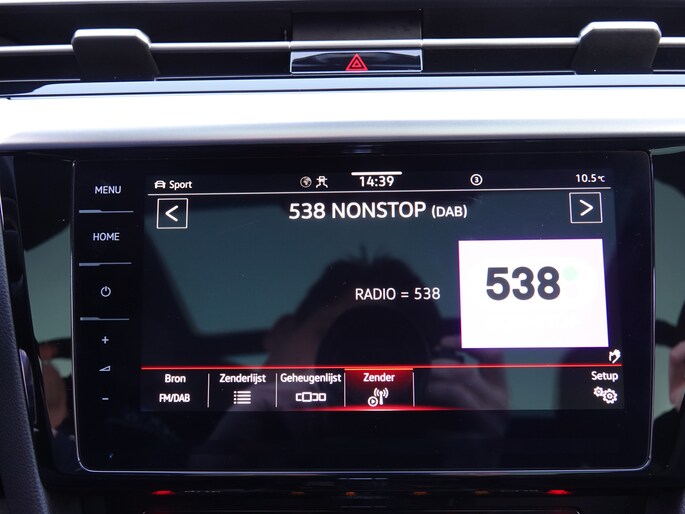 MENU
HOME
+
-
Sport
14:39
3
10.5 °C
<
538 NONSTOP (DAB)
>
RADIO = 538
538
Bron
FM/DAB
Zenderlijst
Geheugenlijst
Zender
Setup